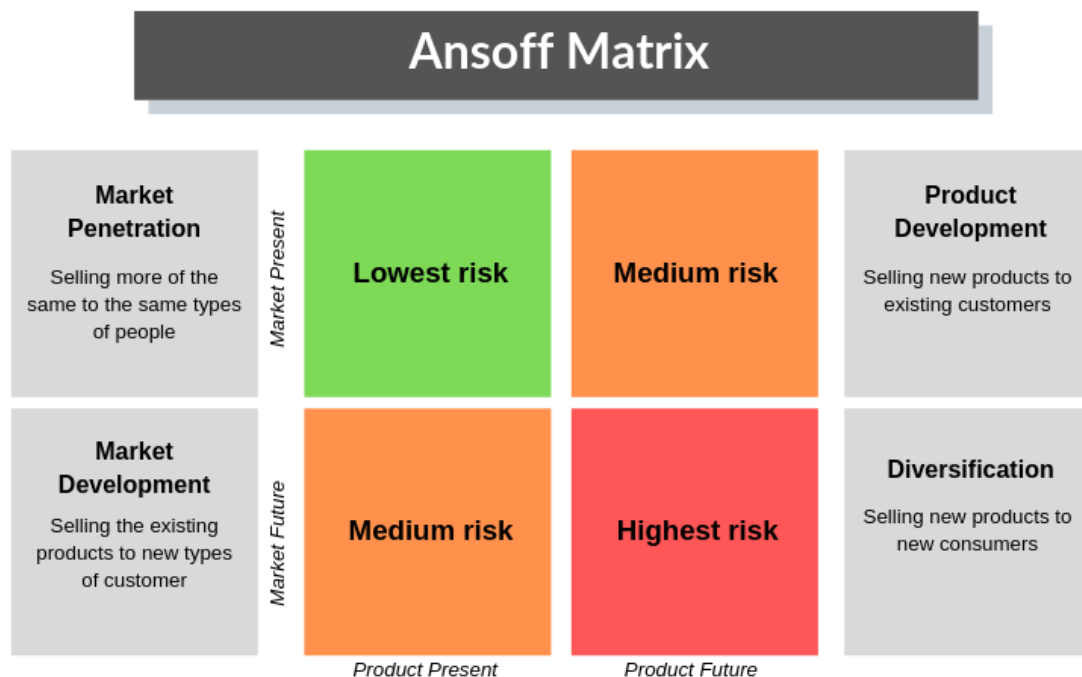 Ansoff Matrix
Market
Penetration
Selling more of the
same to the same types
of people
Market Present
Lowest risk
Medium risk
Product
Development
Selling new products to
existing customers
Market
Development
Selling the existing
products to new types
of customer
Market Future
Medium risk
Highest risk
Diversification
Selling new products to
new consumers
Product Present
Product Future